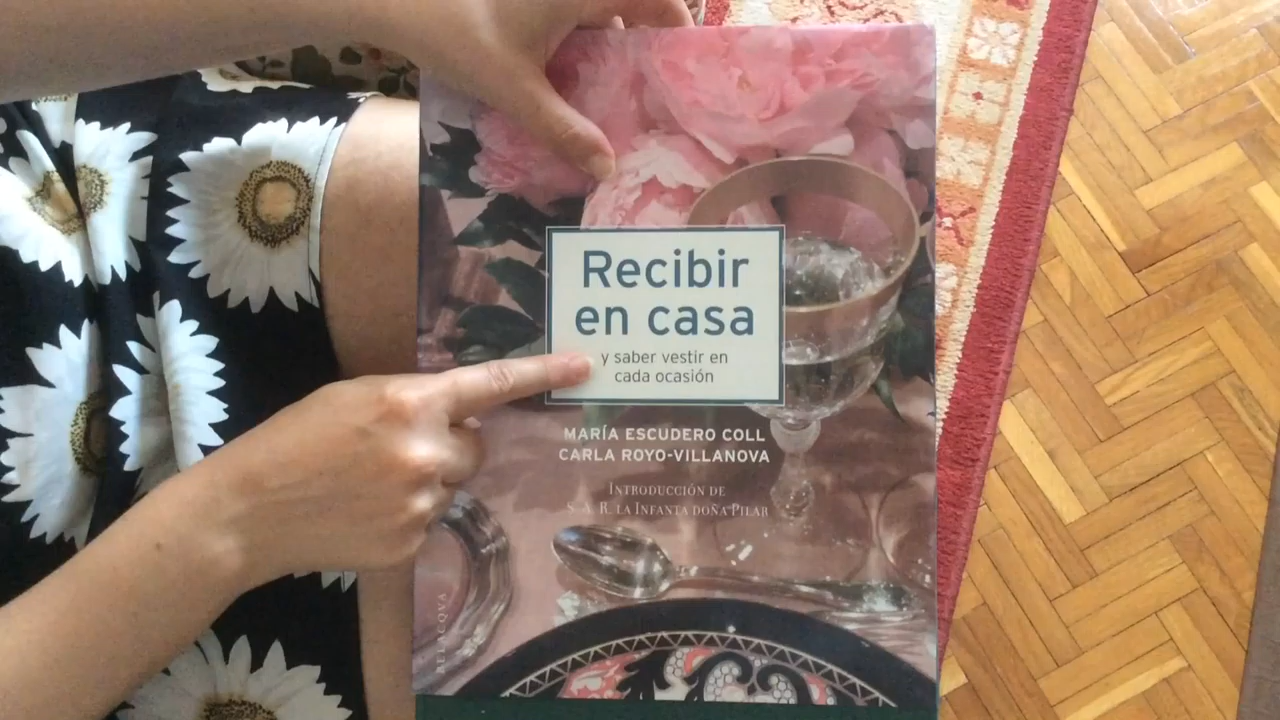 Recibir
en casa
y saber vestir en
cada ocasión
MARÍA ESCUDERO COLL
CARLA ROYO-VILLANOVA
INTRODUCCIÓN DE
S. A. R. LA INFANTA DOÑA PILAR
BELACQVA